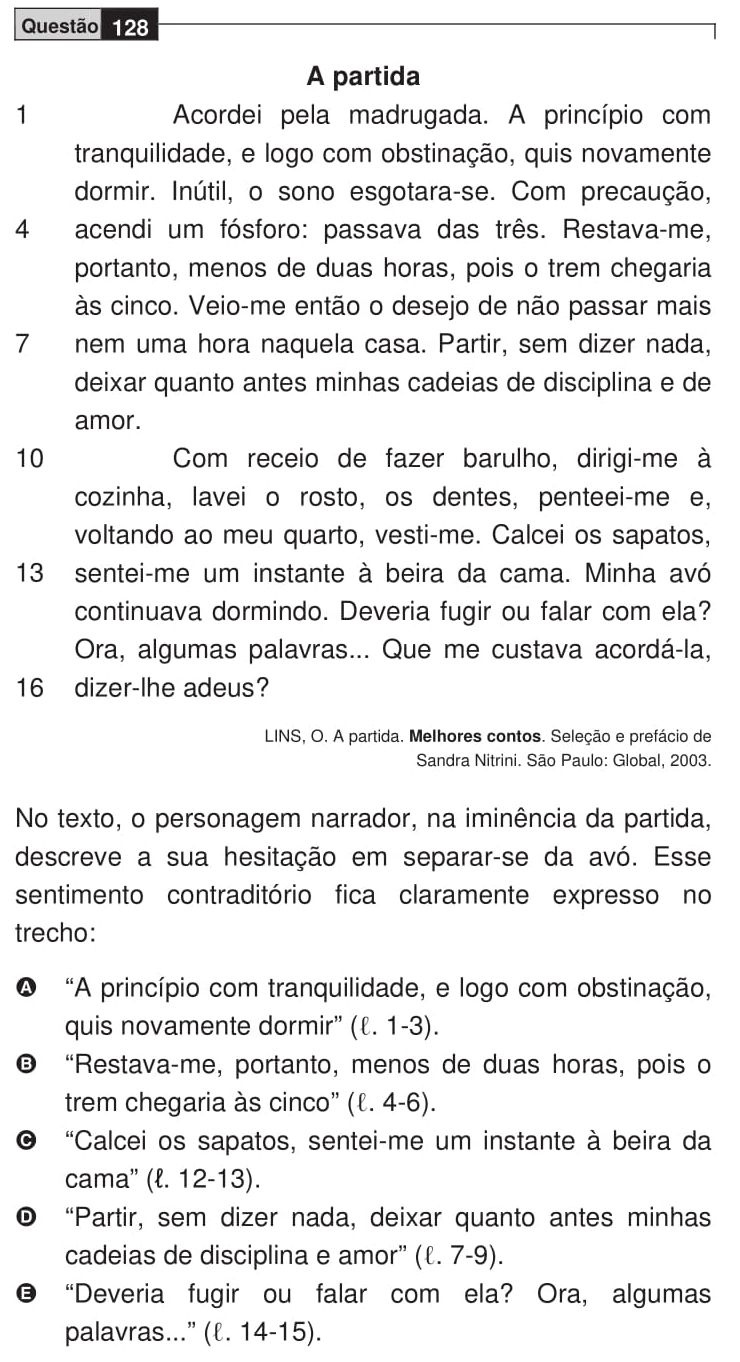 Questão 128
A partida
1 Acordei pela madrugada. A princípio com
tranquilidade, e logo com obstinação, quis novamente
dormir. Inútil, o sono esgotara-se. Com precaução,
4 acendi um fósforo: passava das três. Restava-me,
portanto, menos de duas horas, pois o trem chegaria
às cinco. Veio-me então o desejo de não passar mais
7 nem uma hora naquela casa. Partir, sem dizer nada,
deixar quanto antes minhas cadeias de disciplina e de
amor.
10 Com receio de fazer barulho, dirigi-me à
cozinha, lavei o rosto, os dentes, penteei-me e,
voltando ao meu quarto, vesti-me. Calcei os sapatos,
13 sentei-me um instante à beira da cama. Minha avó
continuava dormindo. Deveria fugir ou falar com ela?
Ora, algumas palavras... Que me custava acordá-la,
16 dizer-lhe adeus?
LINS, O. A partida. Melhores contos. Seleção e prefácio de
Sandra Nitrini. São Paulo: Global, 2003.
No texto, o personagem narrador, na iminência da partida,
descreve a sua hesitação em separar-se da avó. Esse
sentimento contraditório fica claramente expresso no
trecho:
A “A princípio com tranquilidade, e logo com obstinação,
quis novamente dormir” (ℓ. 1-3).
B “Restava-me, portanto, menos de duas horas, pois o
trem chegaria às cinco” (ℓ. 4-6).
C “Calcei os sapatos, sentei-me um instante à beira da
cama” (ℓ. 12-13).
D “Partir, sem dizer nada, deixar quanto antes minhas
cadeias de disciplina e amor” (ℓ. 7-9).
E “Deveria fugir ou falar com ela? Ora, algumas
palavras...” (ℓ. 14-15).